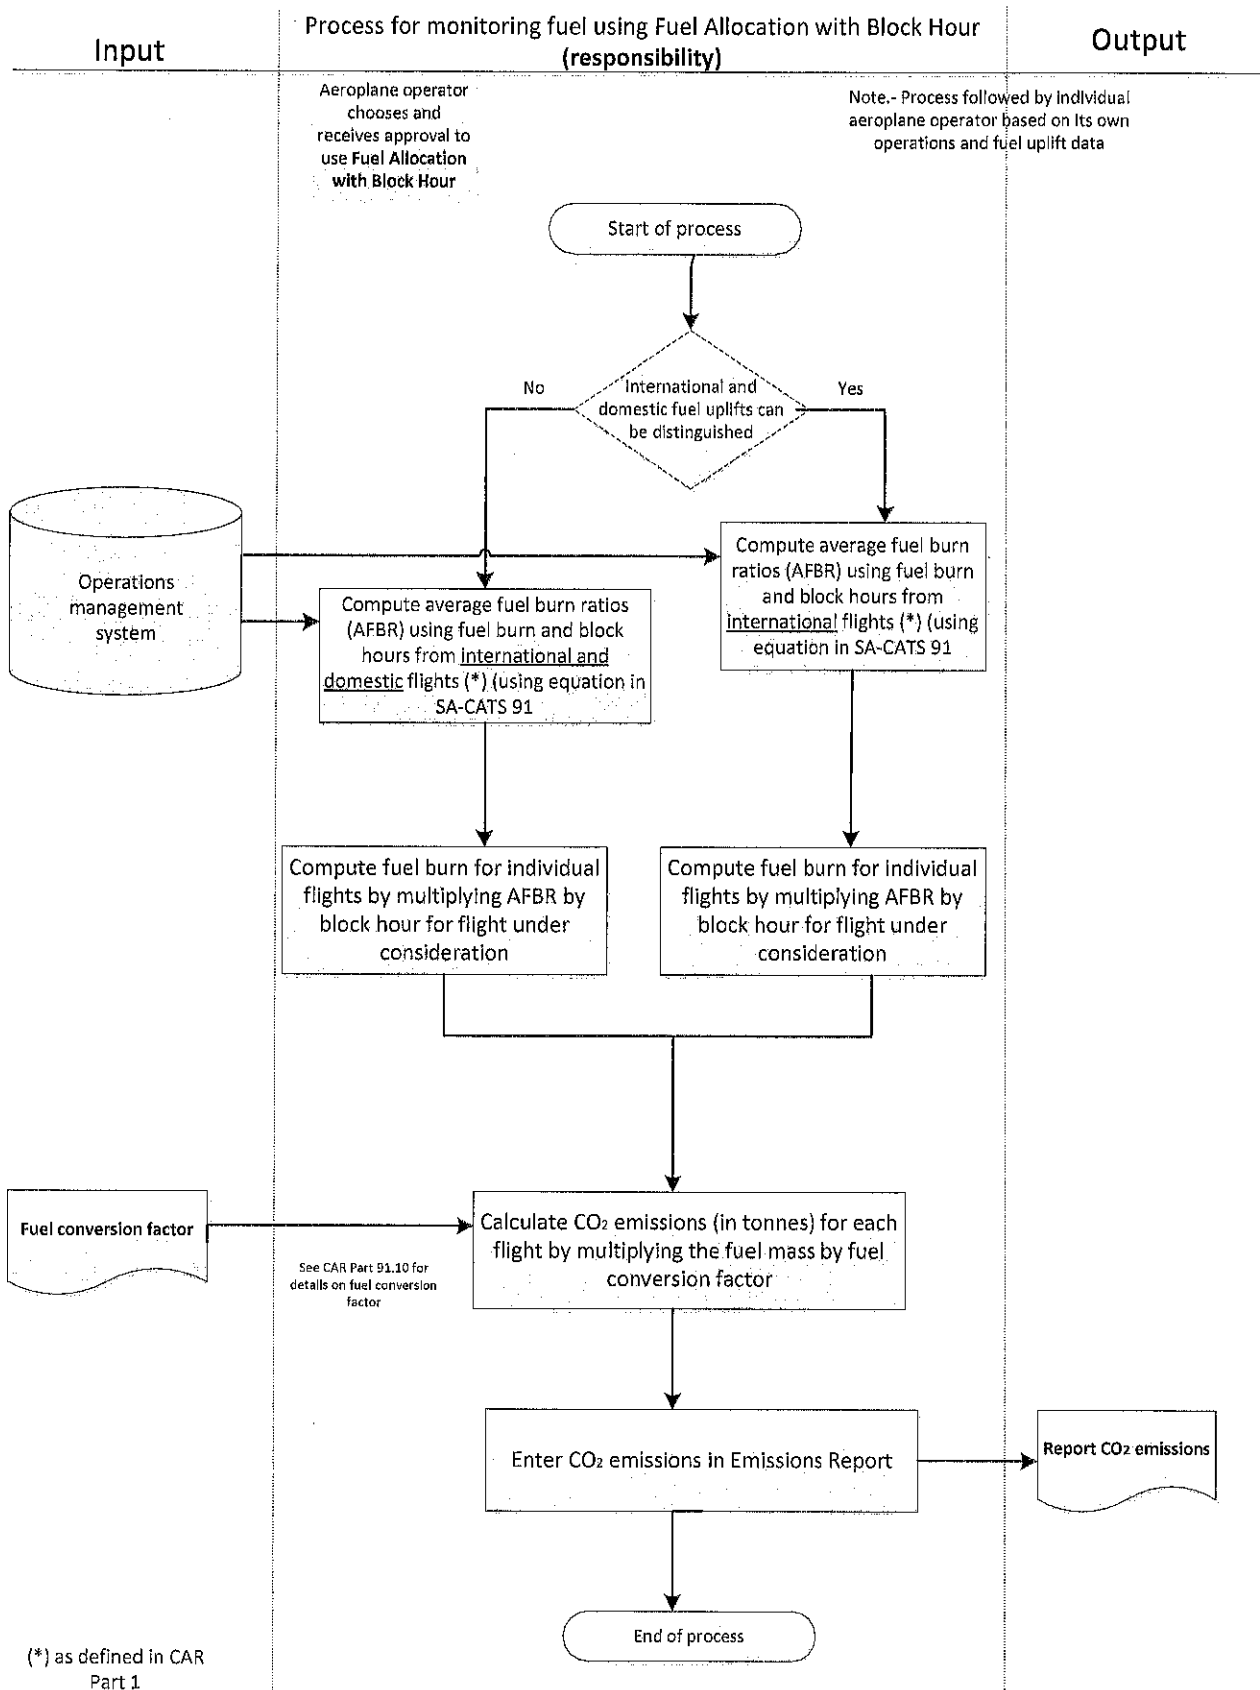 Input
Process for monitoring fuel using Fuel Allocation with Block Hour
(responsibility)
Output
Aeroplane operator
chooses and
receives approval to
use Fuel Allocation
with Block Hour
Note.- Process followed by individual
aeroplane operator based on its own
operations and fuel uplift data
Start of process
No
International and
domestic fuel uplifts can
be distinguished
Yes
Operations
management
system
Compute average fuel burn ratios
(AFBR) using fuel burn and block
hours from international and
domestic flights (*) (using equation in
SA-CATS 91
Compute average fuel burn
ratios (AFBR) using fuel burn
and block hours from
international flights (*) (using
equation in SA-CATS 91
Compute fuel burn for individual
flights by multiplying AFBR by
block hour for flight under
consideration
Compute fuel burn for individual
flights by multiplying AFBR by
block hour for flight under
consideration
Fuel conversion factor
See CAR Part 91.10 for
details on fuel conversion
factor
Calculate CO₂ emissions (in tonnes) for each
flight by multiplying the fuel mass by fuel
conversion factor
Enter CO₂ emissions in Emissions Report
Report CO₂ emissions
End of process
(*) as defined in CAR
Part 1